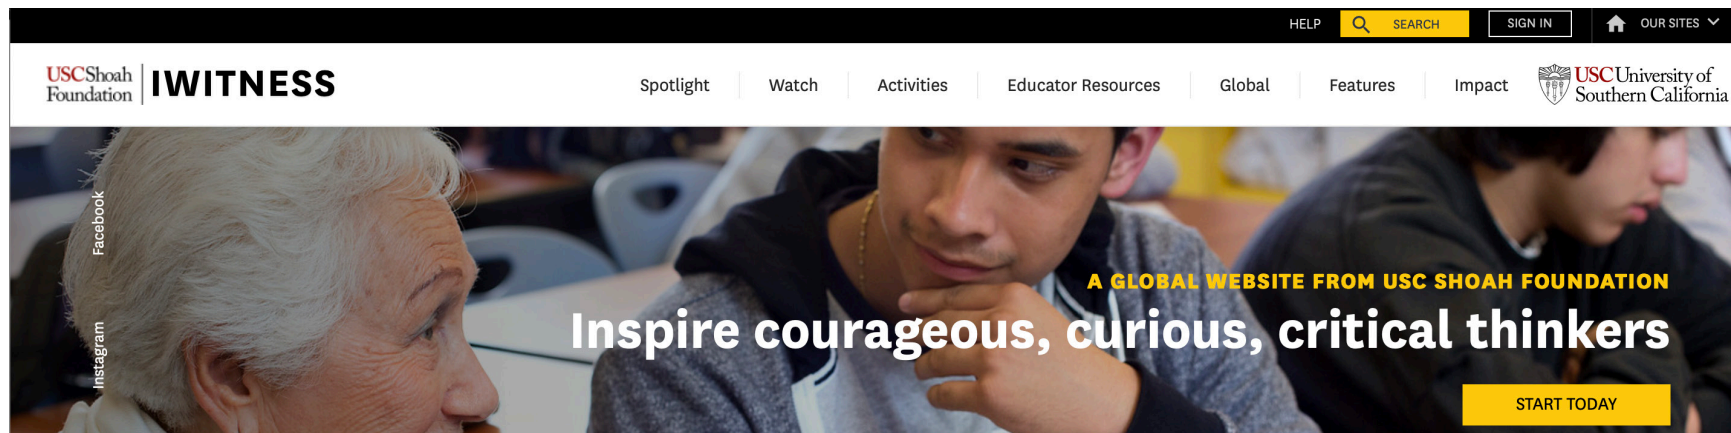 HELP
SEARCH
SIGN IN
OUR SITES
USCShoah
Foundation
IWITNESS
Spotlight
Watch
Activities
Educator Resources
Global
Features
Impact
USC University of
Southern California
Facebook
Instagram
A GLOBAL WEBSITE FROM USC SHOAH FOUNDATION
Inspire courageous, curious, critical thinkers
START TODAY